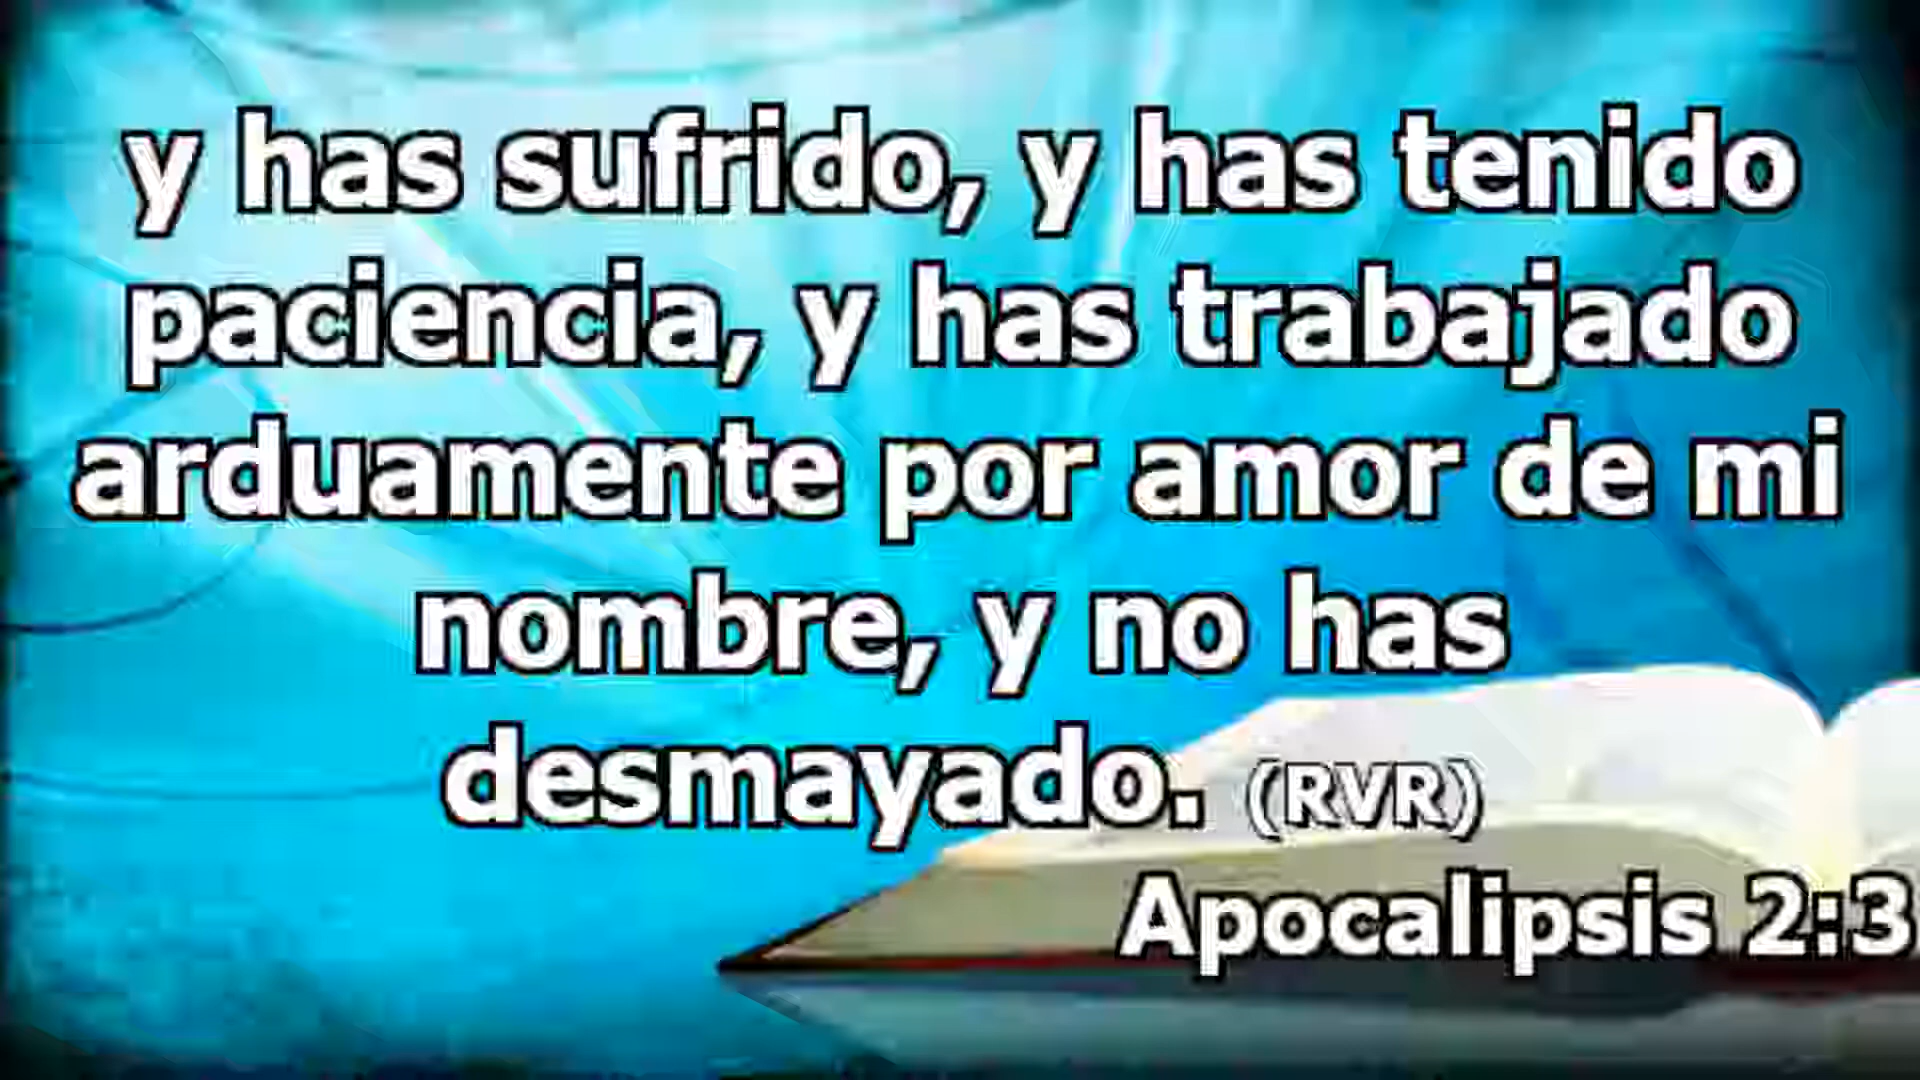 y has sufrido, y has tenido
paciencia, y has trabajado
arduamente por amor de mi
nombre, y no has
desmayado. (RVR)
Apocalipsis 2:3